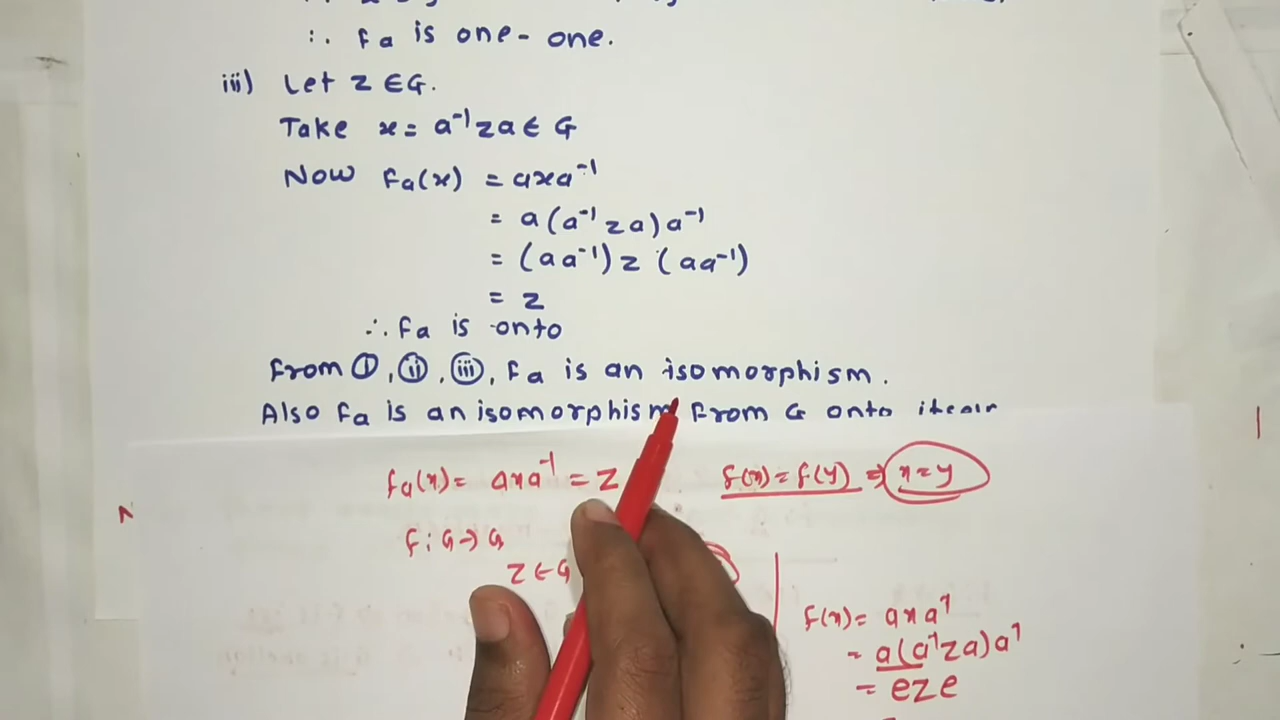 ∴ fa is one-one.
iii) Let z ∈ G.
Take x = a⁻¹za ∈ G
Now fa(x) = axa⁻¹
= a(a⁻¹za)a⁻¹
= (aa⁻¹)z(aa⁻¹)
= z
∴ fa is onto
From ①, ⅱ, ⅲ, fa is an isomorphism.
Also fa is an isomorphism from G onto
fa(x) = axa⁻¹ = z
f(x) = f(y) ⇒ x = y
f : G → G
z ∈ G
f(x) = axa⁻¹
= a(a⁻¹za)a⁻¹
= eze